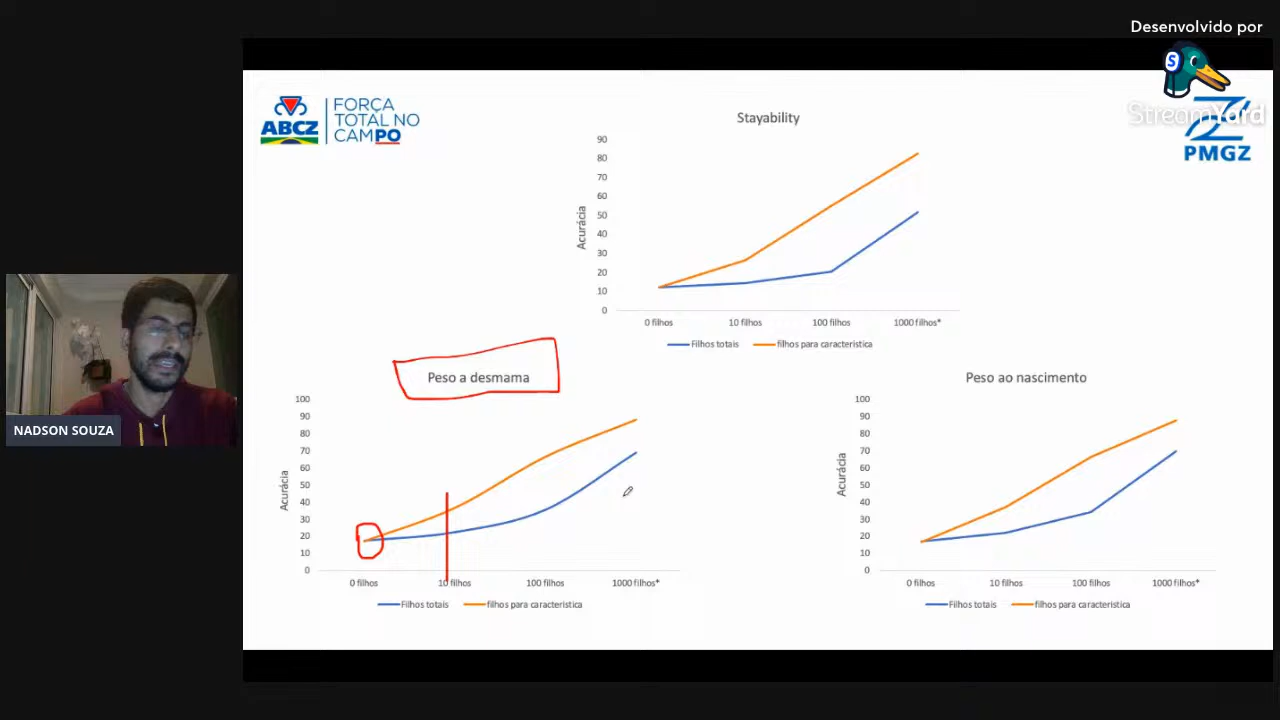 Desenvolvido por
S
StreamYard
ABCZ
FORÇA
TOTAL NO
CAMPO
PMGZ
Stayability
90
80
70
60
50
40
30
20
10
0
Acurácia
0 filhos 10 filhos 100 filhos 1000 filhos*
Filhos totais filhos para característica
NADSON SOUZA
Peso a desmama
100
90
80
70
60
50
40
30
20
10
0
Acurácia
0 filhos 10 filhos 100 filhos 1000 filhos*
Filhos totais filhos para característica
Peso ao nascimento
100
90
80
70
60
50
40
30
20
10
0
Acurácia
0 filhos 10 filhos 100 filhos 1000 filhos*
Filhos totais filhos para característica